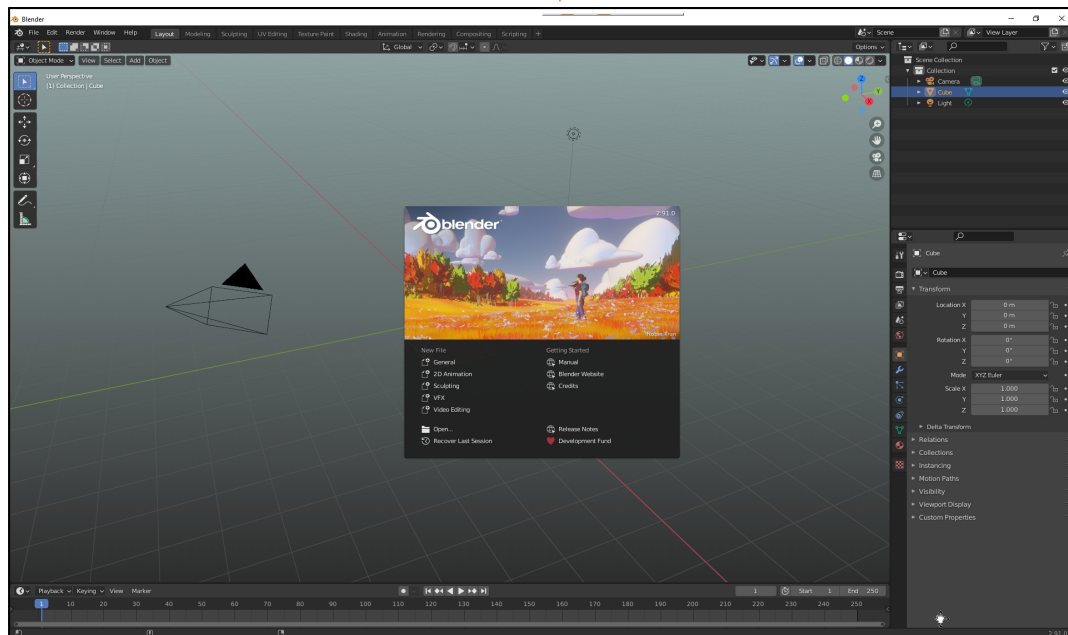 Blender
File Edit Render Window Help Layout Modeling Sculpting UV Editing Texture Paint Shading Animation Rendering Compositing Scripting +
Scene View Layer
Global Options
Object Mode View Select Add Object
User Perspective
(1) Collection | Cube
Z
Y
X
Scene Collection
Collection
Camera
Cube
Light
blender
2.91.0
New File
General
2D Animation
Sculpting
VFX
Video Editing
Open...
Recover Last Session
Getting Started
Manual
Blender Website
Credits
Release Notes
Development Fund
Cube
Cube
Transform
Location X 0 m
Y 0 m
Z 0 m
Rotation X 0°
Y 0°
Z 0°
Mode XYZ Euler
Scale X 1.000
Y 1.000
Z 1.000
Delta Transform
Relations
Collections
Instancing
Motion Paths
Visibility
Viewport Display
Custom Properties
Playback Keying View Marker 1 Start 1 End 250
1 10 20 30 40 50 60 70 80 90 100 110 120 130 140 150 160 170 180 190 200 210 220 230 240 250
2.91.0